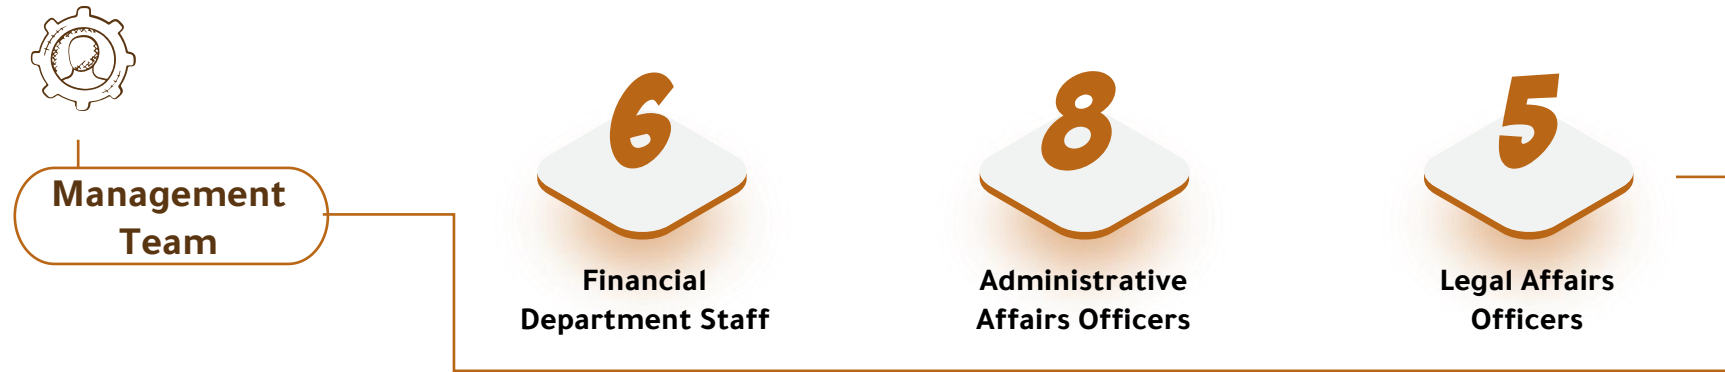 Management
Team
6
Financial
Department Staff
8
Administrative
Affairs Officers
5
Legal Affairs
Officers